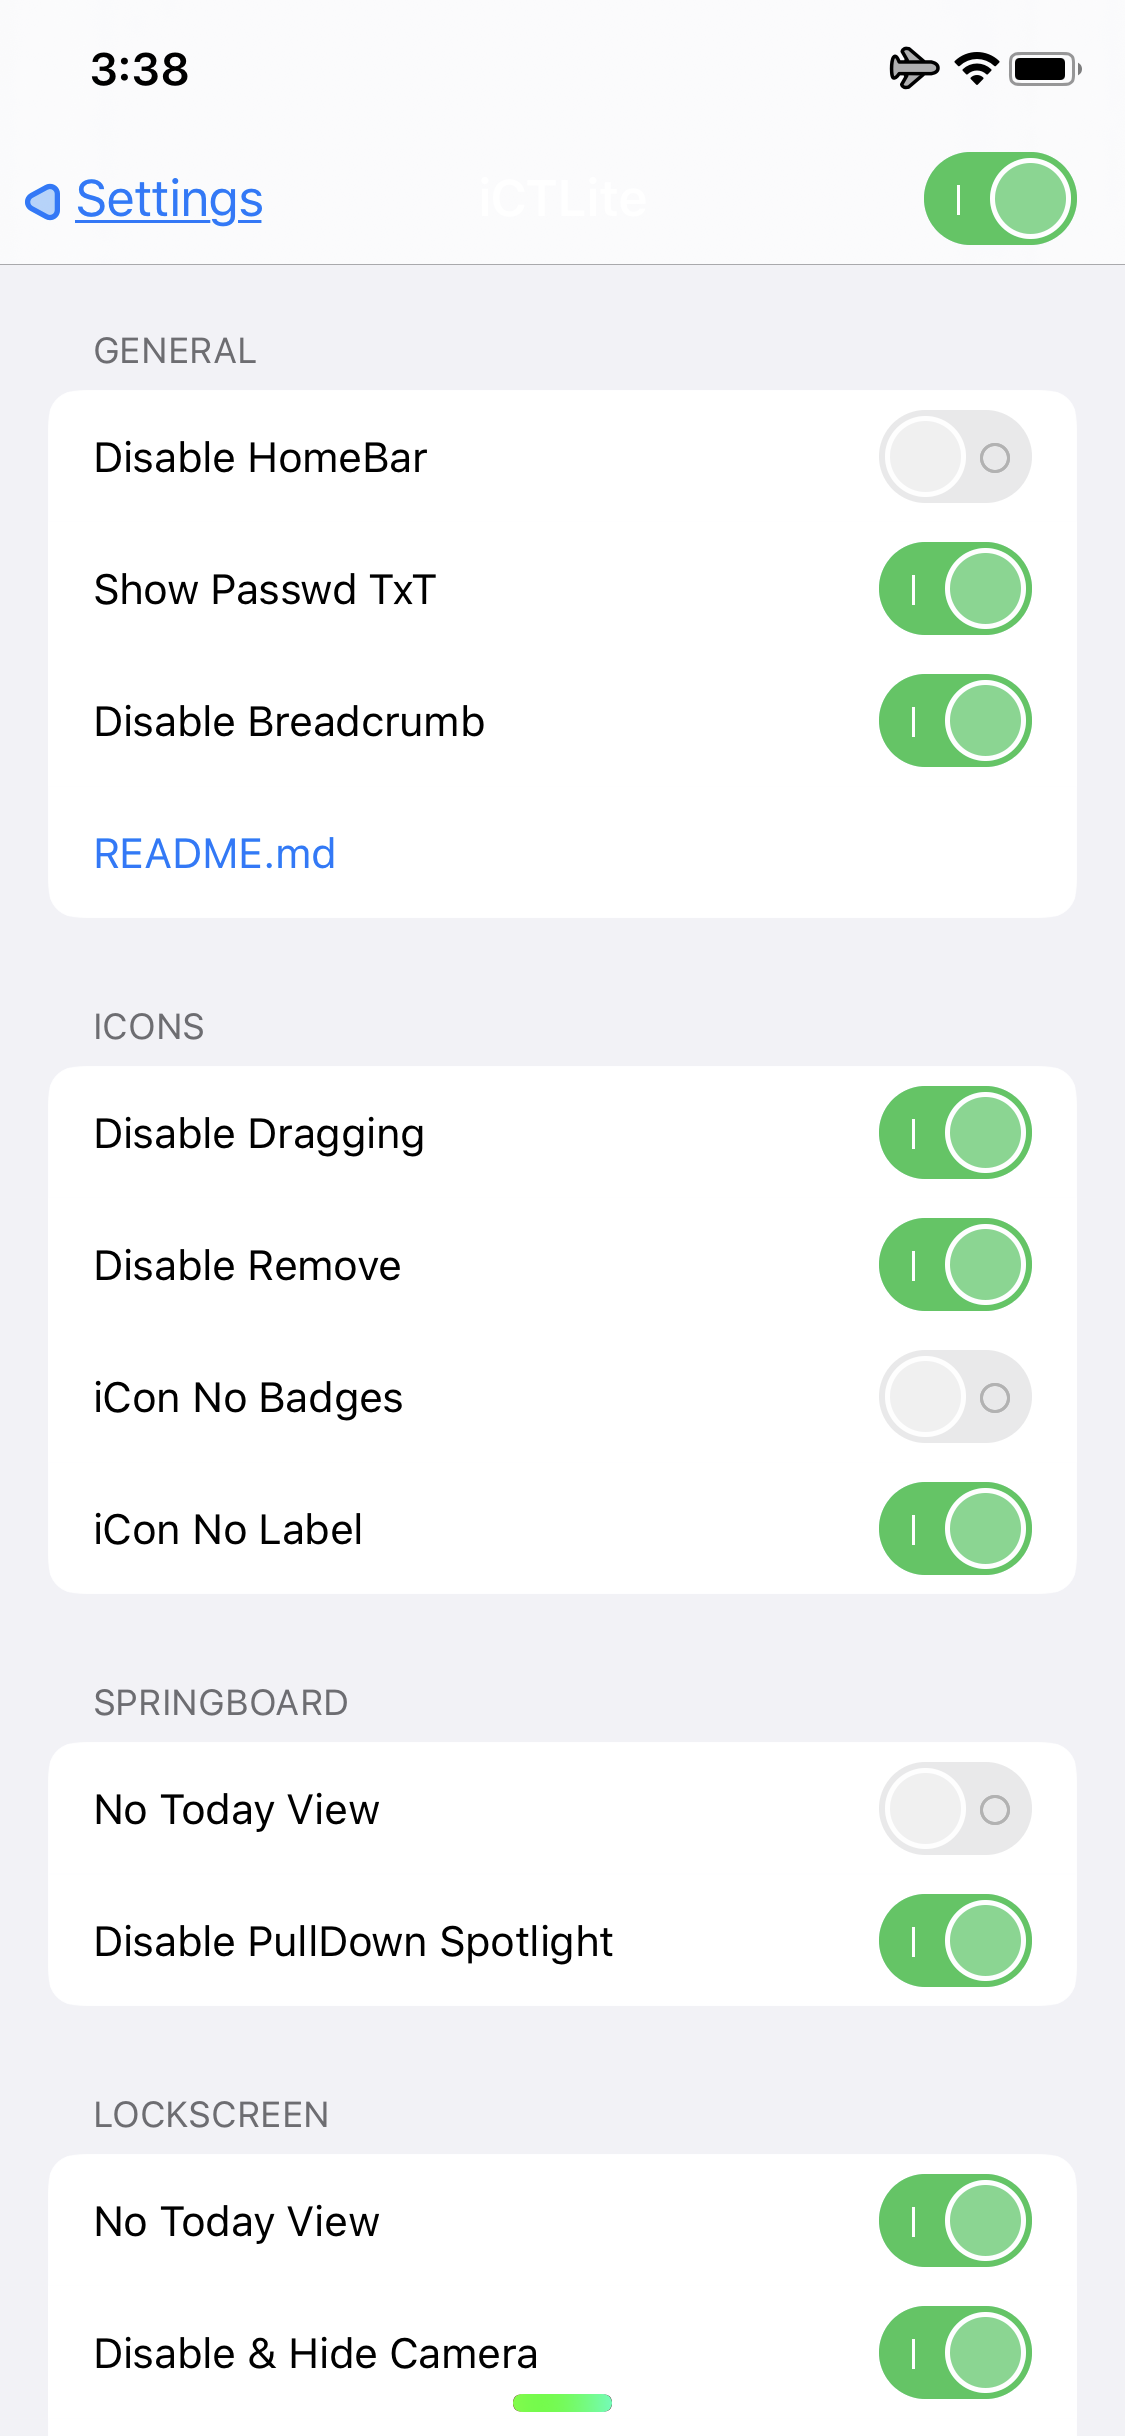 3:38
Settings
iCTLite
GENERAL
Disable HomeBar
Show Passwd TxT
Disable Breadcrumb
README.md
ICONS
Disable Dragging
Disable Remove
iCon No Badges
iCon No Label
SPRINGBOARD
No Today View
Disable PullDown Spotlight
LOCKSCREEN
No Today View
Disable & Hide Camera